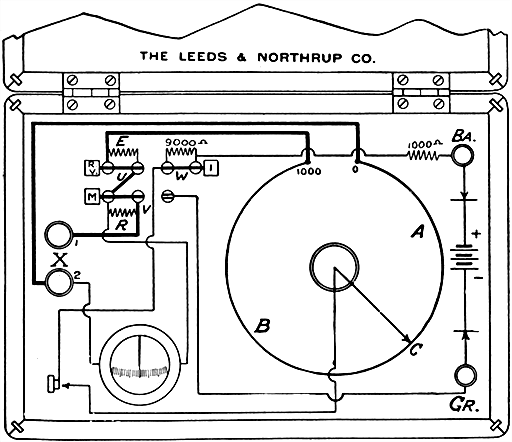 THE LEEDS & NORTHRUP CO.
E
9000 Ω
1000 Ω
BA.
R V.
U
W
I
1000
0
M
V
R
A
+
1
X
2
-
B
C
GR.